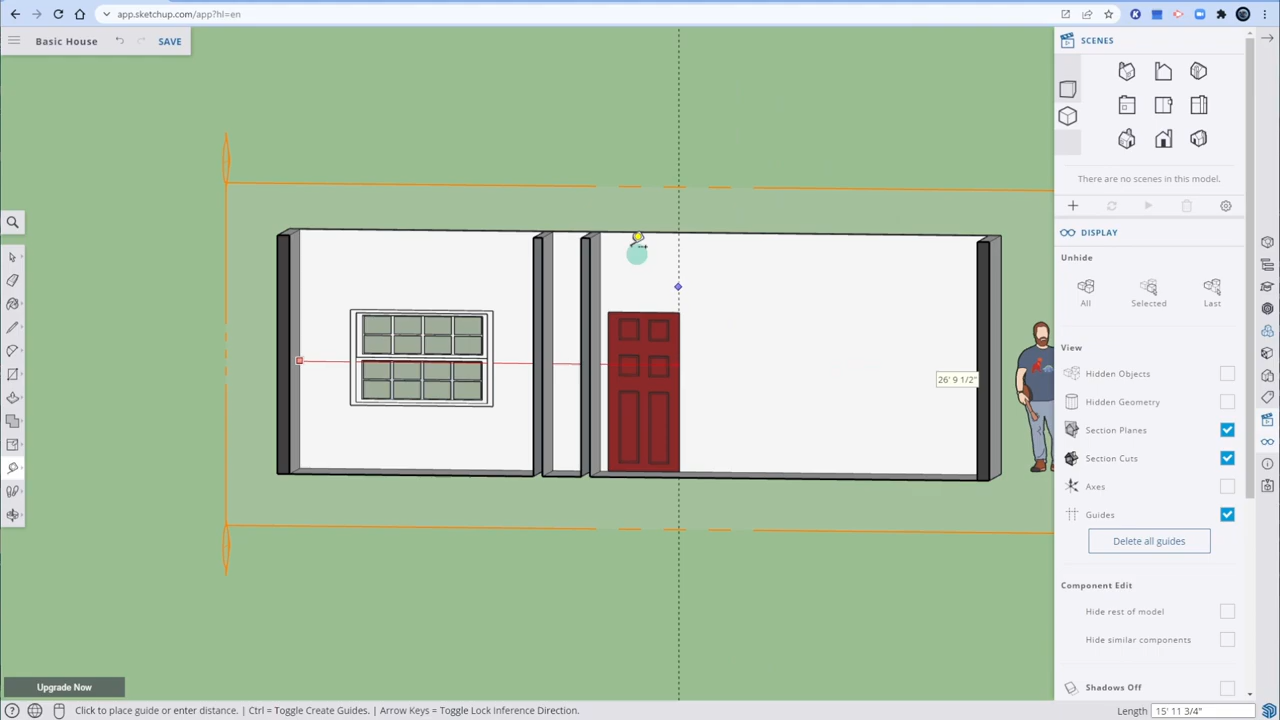 app.sketchup.com/app?hl=en
Basic House
SAVE
SCENES
There are no scenes in this model.
DISPLAY
Unhide
All
Selected
Last
View
Hidden Objects
Hidden Geometry
Section Planes
Section Cuts
Axes
Guides
Delete all guides
Component Edit
Hide rest of model
Hide similar components
Shadows Off
26' 9 1/2"
Upgrade Now
Click to place guide or enter distance. | Ctrl = Toggle Create Guides. | Arrow Keys = Toggle Lock Inference Direction.
Length 15' 11 3/4"